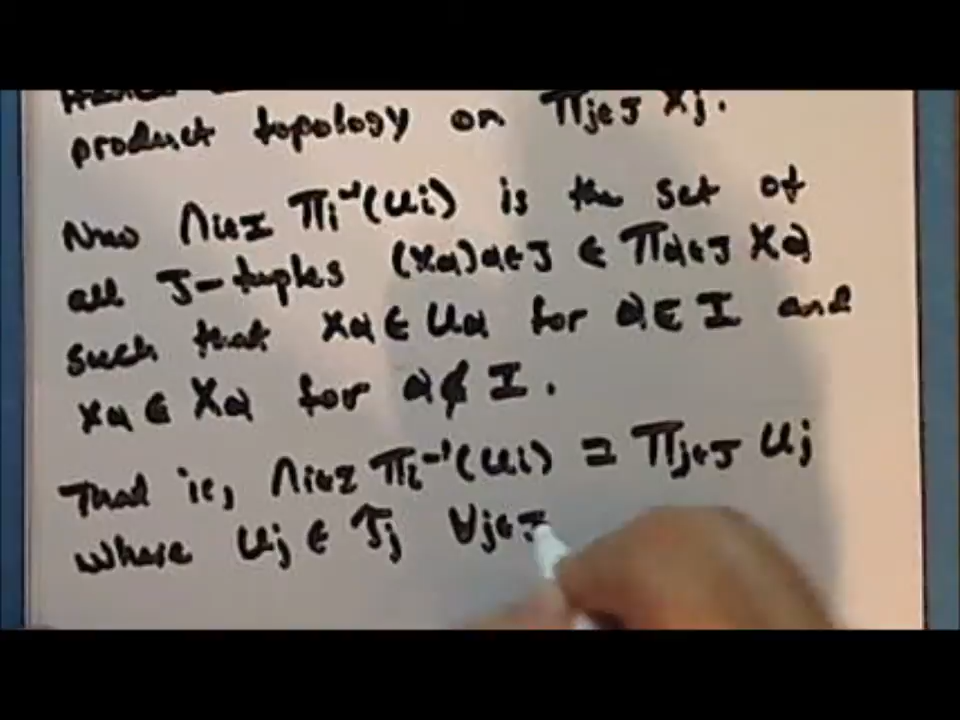 product topology on Πj∈J Xj.
Now ∩i∈I Πi⁻¹(Ui) is the set of
all J-tuples (xα)α∈J ∈ Πα∈J Xα
such that xα ∈ Uα for α ∈ I and
xα ∈ Xα for α ∉ I.
That is, ∩i∈I Πi⁻¹(Ui) = Πj∈J Uj
where Uj ∈ Tj ∀j∈I